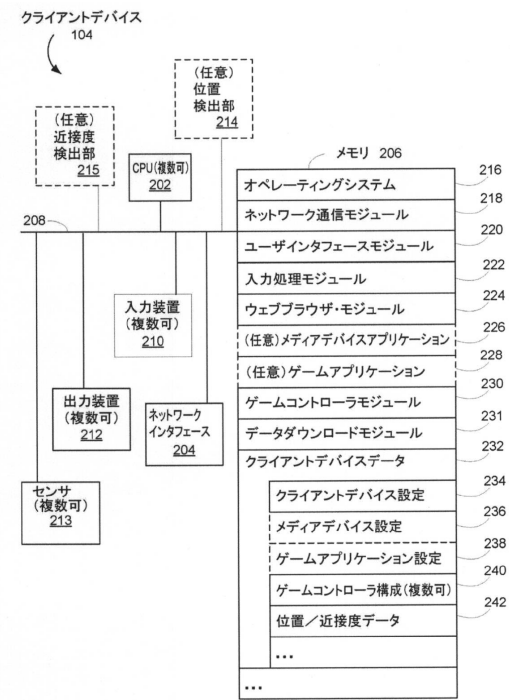 クライアントデバイス
104
(任意)
位置
検出部
214
(任意)
近接度
検出部
215
CPU(複数可)
202
208
入力装置
(複数可)
210
出力装置
(複数可)
212
ネットワーク
インタフェース
204
センサ
(複数可)
213
メモリ 206
オペレーティングシステム 216
ネットワーク通信モジュール 218
ユーザインタフェースモジュール 220
入力処理モジュール 222
ウェブブラウザ・モジュール 224
(任意)メディアデバイスアプリケーション 226
(任意)ゲームアプリケーション 228
ゲームコントローラモジュール 230
データダウンロードモジュール 231
クライアントデバイスデータ 232
クライアントデバイス設定 234
メディアデバイス設定 236
ゲームアプリケーション設定 238
ゲームコントローラ構成(複数可) 240
位置／近接度データ 242
...
...